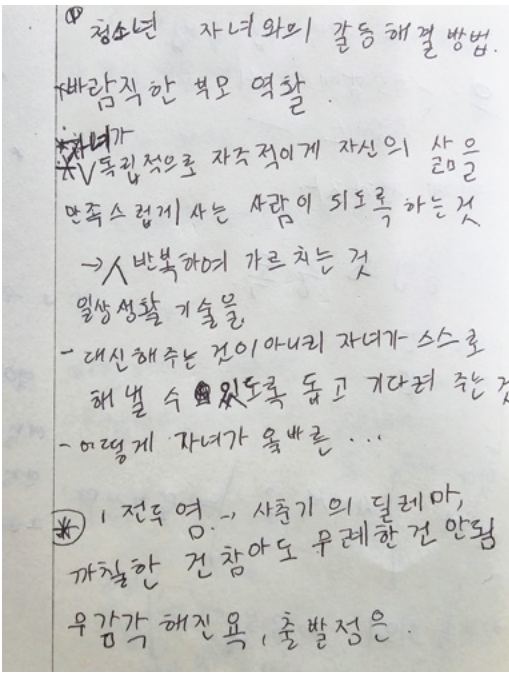 ① 청소년 자녀와의 갈등해결방법.
*바람직한 부모 역할.
자녀가
*V독립적으로 자주적이게 자신의 삶을
만족스럽게 사는 사람이 되도록 하는 것
→人 반복하여 가르치는 것
일상생활 기술을
- 대신해주는 것이 아니라 자녀가 스스로
해낼 수 있도록 돕고 기다려 주는것
- 어떻게 자녀가 올바른 ...
* , 전두엽 → 사춘기의 딜레마,
까칠한 건 참아도 무례한건 안됨
무감각해진 욕, 출발점은.